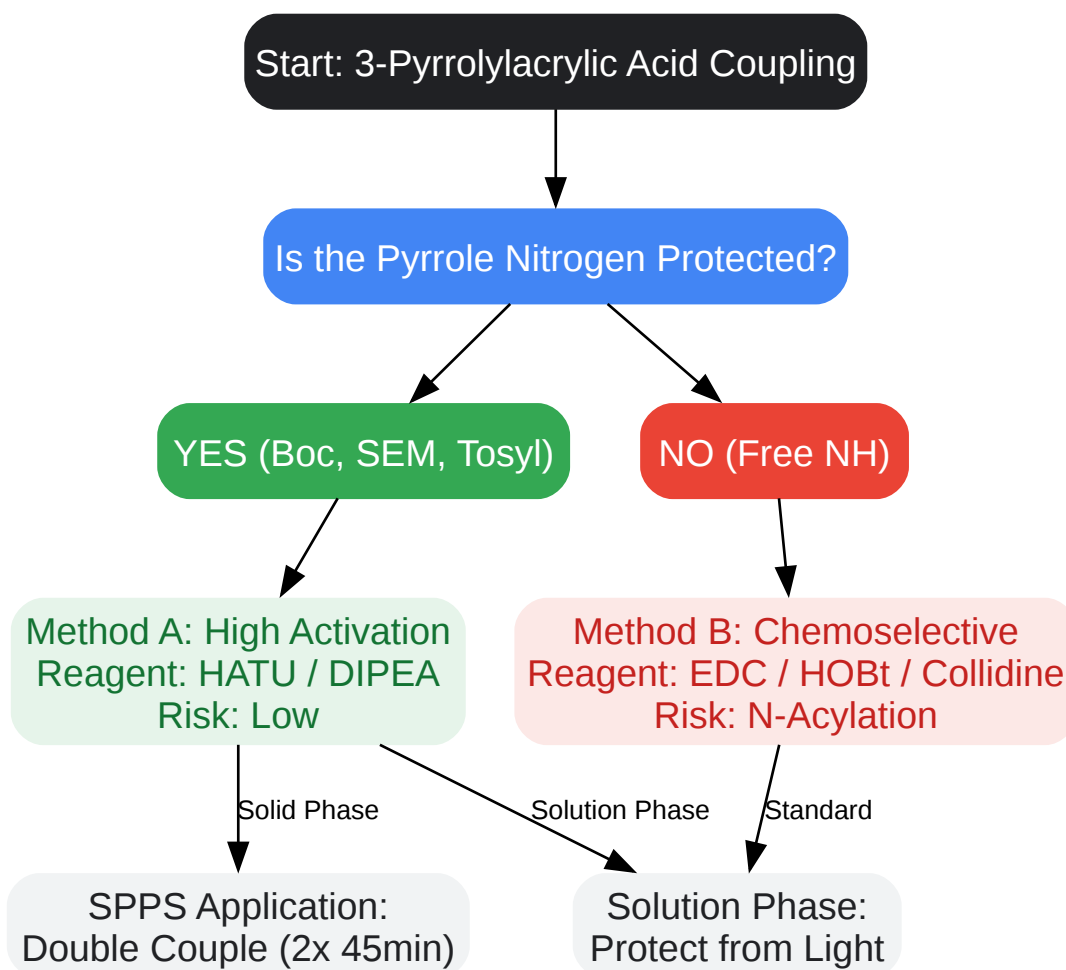 Start: 3-Pyrrolylacrylic Acid Coupling
Is the Pyrrole Nitrogen Protected?
YES (Boc, SEM, Tosyl)
NO (Free NH)
Method A: High Activation
Reagent: HATU / DIPEA
Risk: Low
Method B: Chemoselective
Reagent: EDC / HOBt / Collidine
Risk: N-Acylation
Solid Phase
Solution Phase
Standard
SPPS Application:
Double Couple (2x 45min)
Solution Phase:
Protect from Light